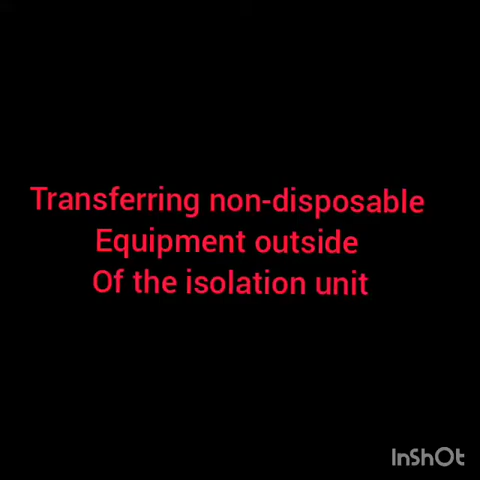 Transferring non-disposable
Equipment outside
Of the isolation unit
InShOt